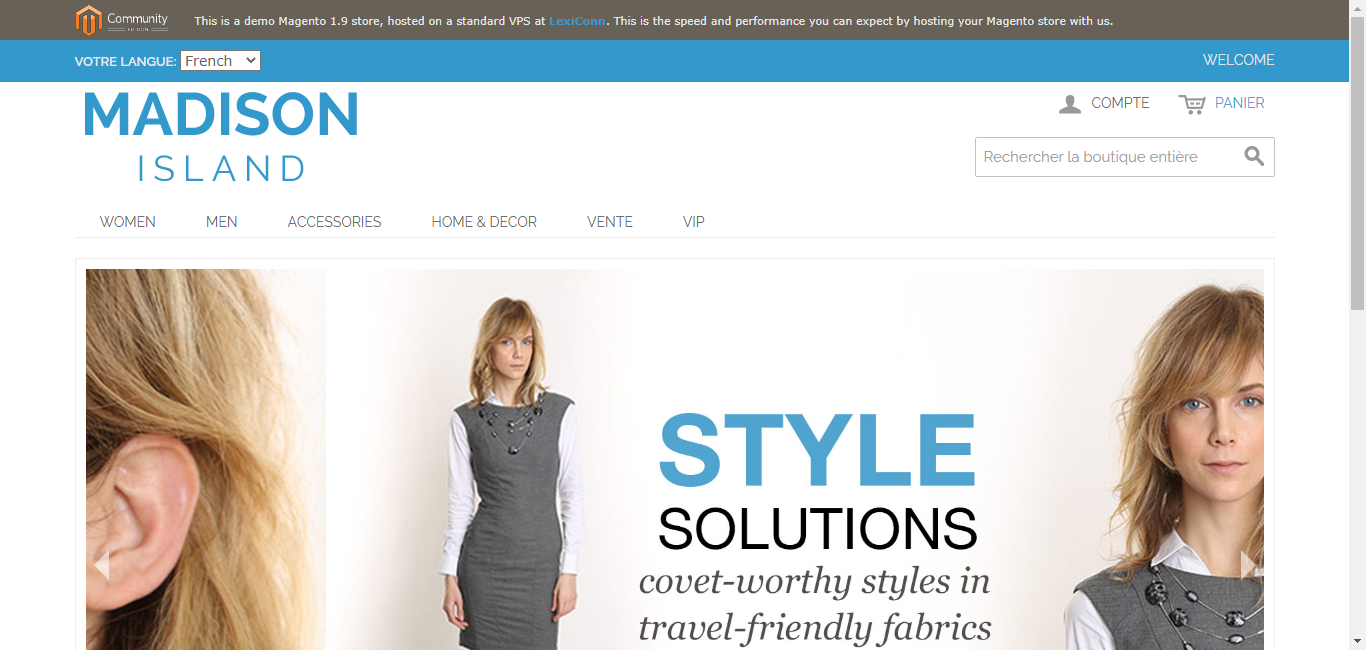 Community
This is a demo Magento 1.9 store, hosted on a standard VPS at LexiConn. This is the speed and performance you can expect by hosting your Magento store with us.
VOTRE LANGUE: French
WELCOME
MADISON
ISLAND
COMPTE
PANIER
Rechercher la boutique entière
WOMEN MEN ACCESSORIES HOME & DECOR VENTE VIP
STYLE
SOLUTIONS
covet-worthy styles in
travel-friendly fabrics